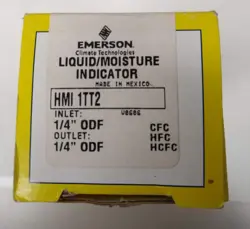 EMERSON.
Climate Technologies
LIQUID/MOISTURE
INDICATOR
MADE IN MEXICO
HMI 1TT2
INLET:
1/4" ODF CFC
OUTLET: HFC
1/4" ODF HCFC